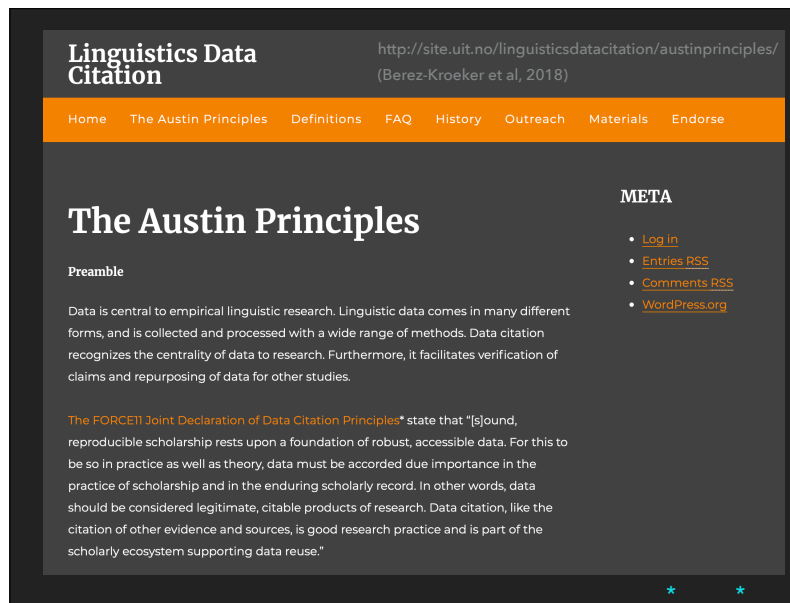 Linguistics Data
Citation
http://site.uit.no/linguisticsdatacitation/austinprinciples/
(Berez-Kroeker et al, 2018)
Home The Austin Principles Definitions FAQ History Outreach Materials Endorse
The Austin Principles
Preamble
Data is central to empirical linguistic research. Linguistic data comes in many different
forms, and is collected and processed with a wide range of methods. Data citation
recognizes the centrality of data to research. Furthermore, it facilitates verification of
claims and repurposing of data for other studies.
The FORCE11 Joint Declaration of Data Citation Principles* state that “[s]ound,
reproducible scholarship rests upon a foundation of robust, accessible data. For this to
be so in practice as well as theory, data must be accorded due importance in the
practice of scholarship and in the enduring scholarly record. In other words, data
should be considered legitimate, citable products of research. Data citation, like the
citation of other evidence and sources, is good research practice and is part of the
scholarly ecosystem supporting data reuse.”
META
Log in
Entries RSS
Comments RSS
WordPress.org
* *